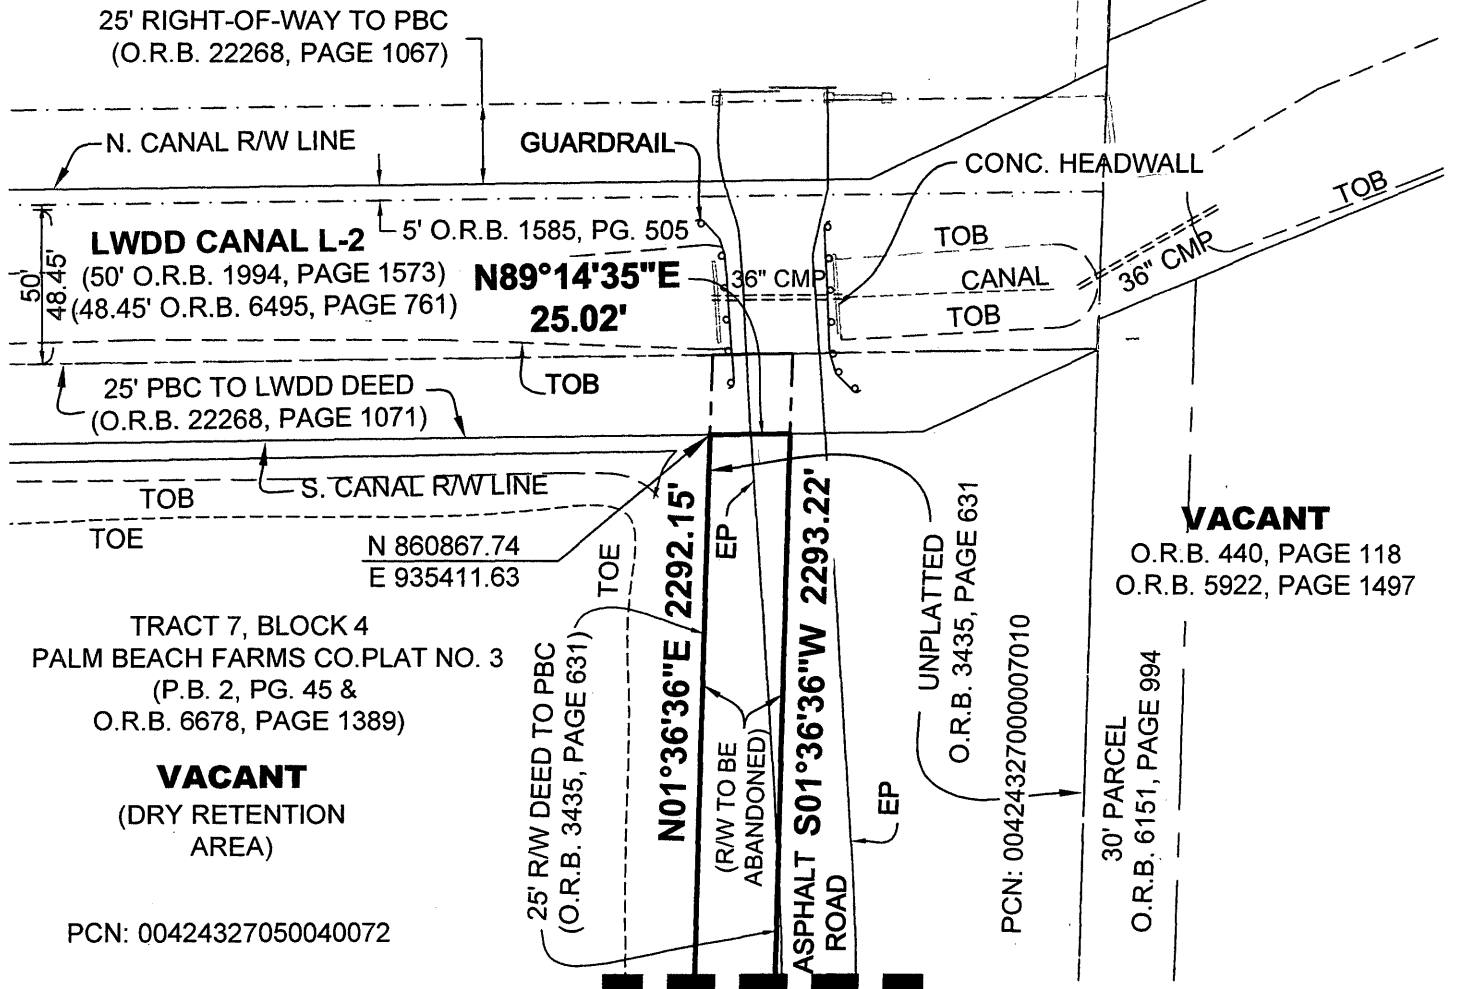 25' RIGHT-OF-WAY TO PBC
(O.R.B. 22268, PAGE 1067)
N. CANAL R/W LINE
GUARDRAIL
CONC. HEADWALL
TOB
5' O.R.B. 1585, PG. 505
LWDD CANAL L-2
(50' O.R.B. 1994, PAGE 1573)
(48.45' O.R.B. 6495, PAGE 761)
50'
48.45'
N89°14'35"E
25.02'
36" CMP
TOB
CANAL
TOB
36" CMP
TOB
25' PBC TO LWDD DEED
(O.R.B. 22268, PAGE 1071)
S. CANAL R/W LINE
TOB
TOE
N 860867.74
E 935411.63
TOE
N01°36'36"E 2292.15'
EP
S01°36'36"W 2293.22'
UNPLATTED
O.R.B. 3435, PAGE 631
VACANT
O.R.B. 440, PAGE 118
O.R.B. 5922, PAGE 1497
TRACT 7, BLOCK 4
PALM BEACH FARMS CO.PLAT NO. 3
(P.B. 2, PG. 45 &
O.R.B. 6678, PAGE 1389)
VACANT
(DRY RETENTION
AREA)
PCN: 00424327050040072
25' R/W DEED TO PBC
(O.R.B. 3435, PAGE 631)
(R/W TO BE
ABANDONED)
ASPHALT
ROAD
EP
PCN: 00424327000007010
30' PARCEL
O.R.B. 6151, PAGE 994